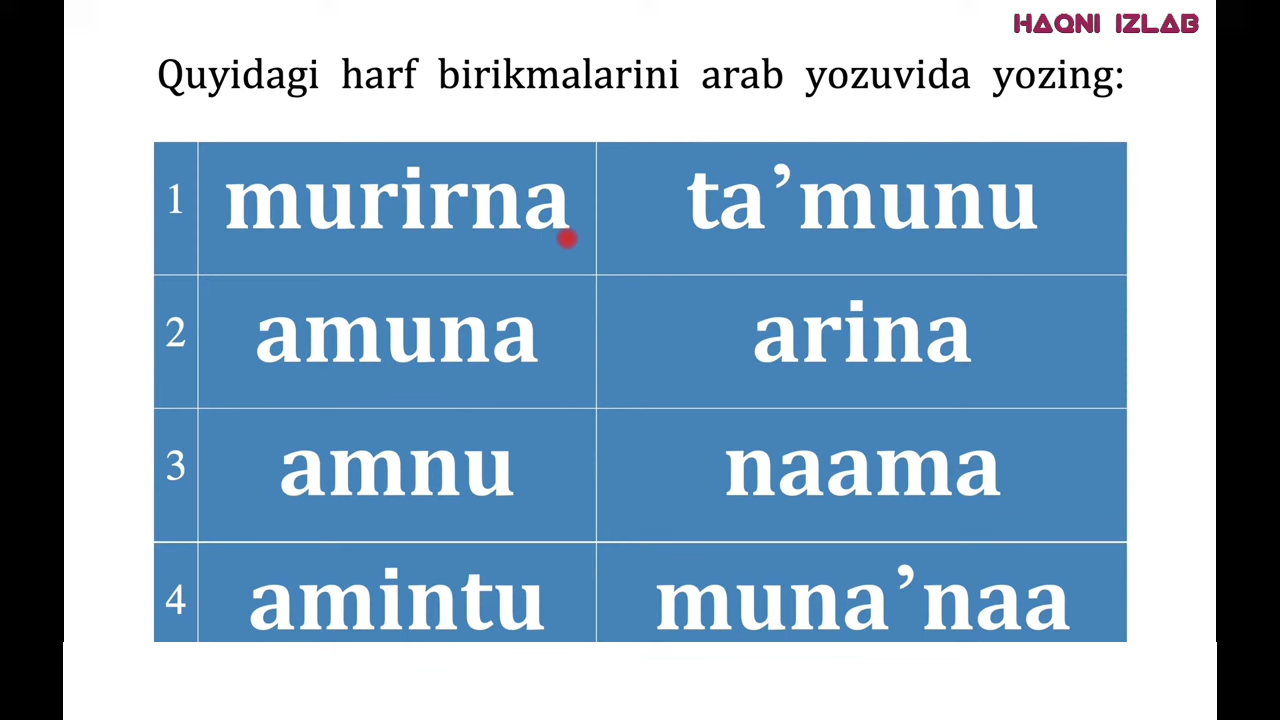 HAQNI IZLAB
Quyidagi harf birikmalarini arab yozuvida yozing:
1 murirna ta’munu
2 amuna arina
3 amnu naama
4 amintu muna’naa